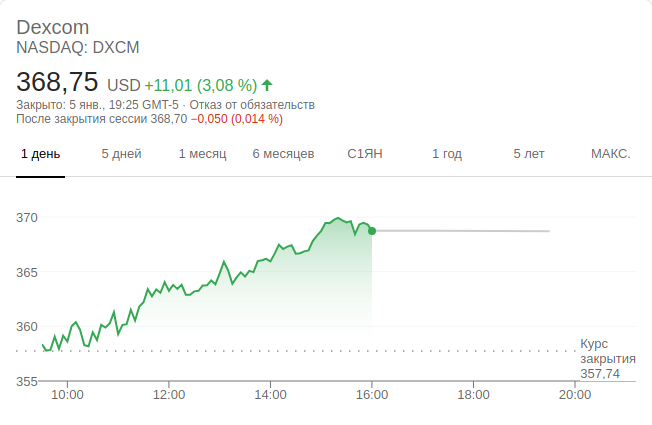 Dexcom
NASDAQ: DXCM
368,75 USD +11,01 (3,08 %)
Закрыто: 5 янв., 19:25 GMT-5 · Отказ от обязательств
После закрытия сессии 368,70 −0,050 (0,014 %)
1 день 5 дней 1 месяц 6 месяцев С1ЯН 1 год 5 лет МАКС.
370
365
360
Курс
закрытия
357,74
355
10:00 12:00 14:00 16:00 18:00 20:00